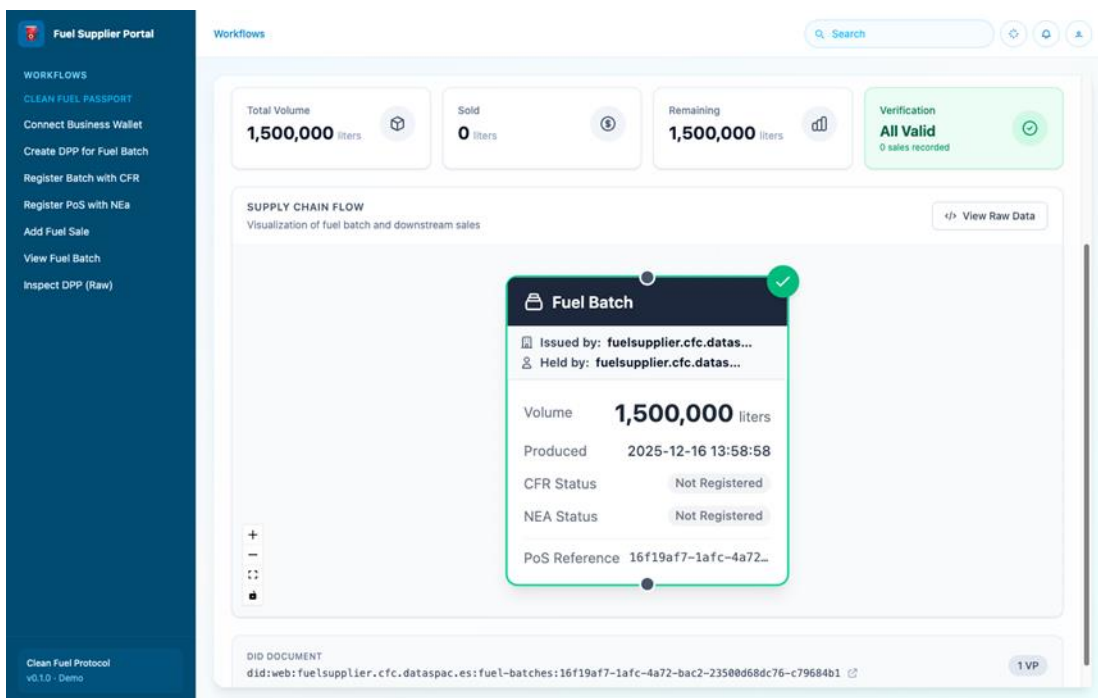 Fuel Supplier Portal
WORKFLOWS
CLEAN FUEL PASSPORT
Connect Business Wallet
Create DPP for Fuel Batch
Register Batch with CFR
Register PoS with NEa
Add Fuel Sale
View Fuel Batch
Inspect DPP (Raw)
Clean Fuel Protocol
v0.1.0 - Demo
Workflows
Search
Total Volume
1,500,000 liters
Sold
0 liters
Remaining
1,500,000 liters
Verification
All Valid
0 sales recorded
SUPPLY CHAIN FLOW
Visualization of fuel batch and downstream sales
</> View Raw Data
Fuel Batch
Issued by: fuelsupplier.cfc.datas...
Held by: fuelsupplier.cfc.datas...
Volume 1,500,000 liters
Produced 2025-12-16 13:58:58
CFR Status Not Registered
NEA Status Not Registered
PoS Reference 16f19af7-1afc-4a72…
DID DOCUMENT
did:web:fuelsupplier.cfc.dataspac.es:fuel-batches:16f19af7-1afc-4a72-bac2-23500d68dc76-c79684b1
1 VP